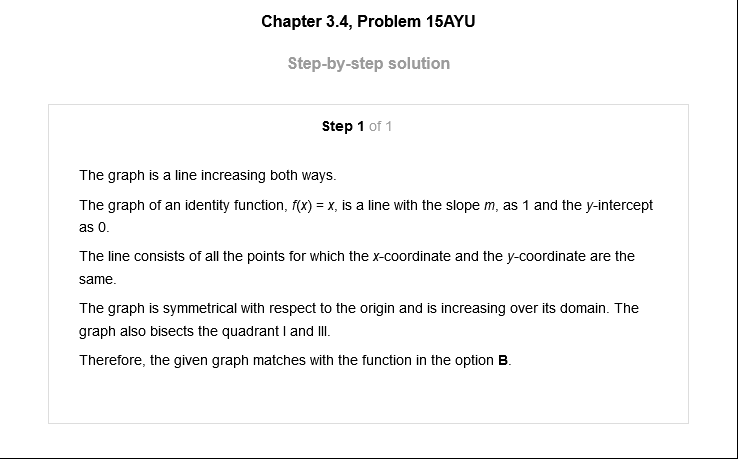 Chapter 3.4, Problem 15AYU
Step-by-step solution
Step 1 of 1
The graph is a line increasing both ways.
The graph of an identity function, f(x) = x, is a line with the slope m, as 1 and the y-intercept
as 0.
The line consists of all the points for which the x-coordinate and the y-coordinate are the
same.
The graph is symmetrical with respect to the origin and is increasing over its domain. The
graph also bisects the quadrant I and III.
Therefore, the given graph matches with the function in the option B.